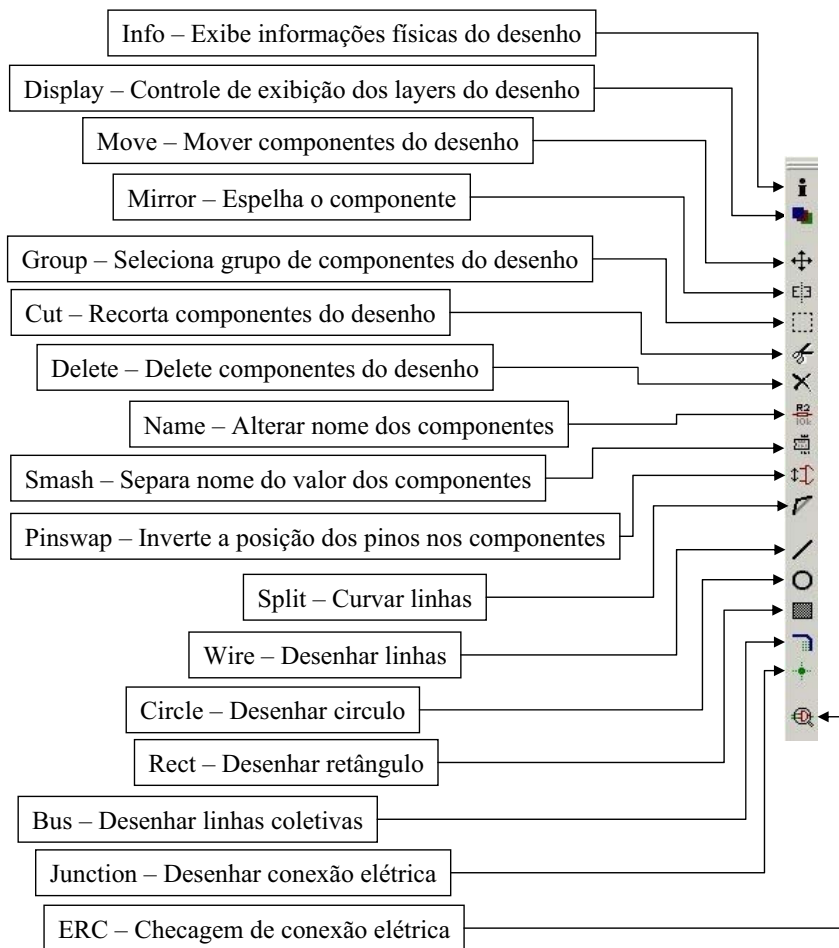 Info – Exibe informações físicas do desenho
Display – Controle de exibição dos layers do desenho
Move – Mover componentes do desenho
Mirror – Espelha o componente
Group – Seleciona grupo de componentes do desenho
Cut – Recorta componentes do desenho
Delete – Delete componentes do desenho
Name – Alterar nome dos componentes
R2
10k
Smash – Separa nome do valor dos componentes
Pinswap – Inverte a posição dos pinos nos componentes
Split – Curvar linhas
Wire – Desenhar linhas
Circle – Desenhar circulo
Rect – Desenhar retângulo
Bus – Desenhar linhas coletivas
Junction – Desenhar conexão elétrica
ERC – Checagem de conexão elétrica